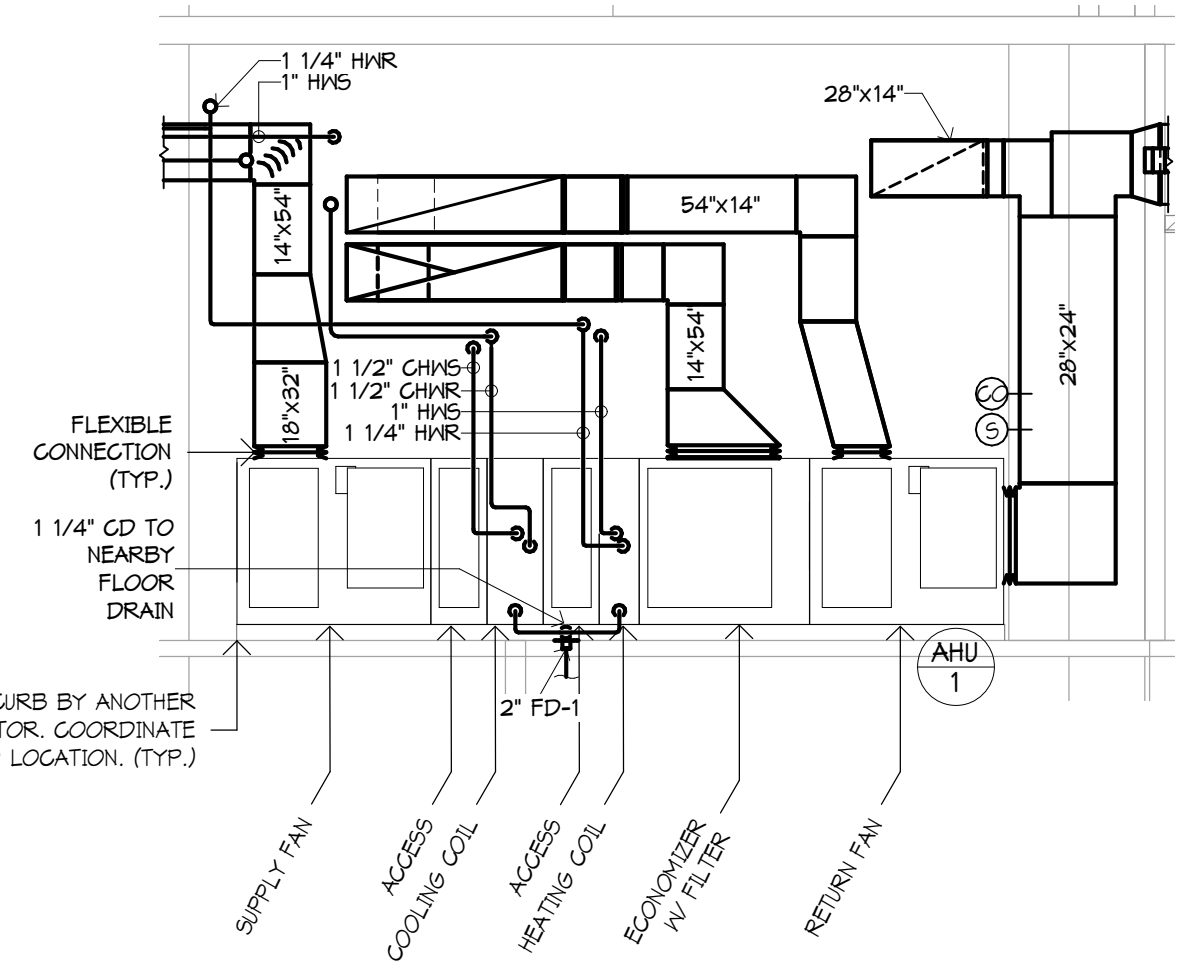 1 1/4" HWR
1" HWS
28"x14"
14"x54"
54"x14"
14"x54"
28"x24"
1 1/2" CHWS
1 1/2" CHWR
1" HWS
1 1/4" HWR
18"x32"
CO
S
FLEXIBLE
CONNECTION
(TYP.)
1 1/4" CD TO
NEARBY
FLOOR
DRAIN
AHU
1
2" FD-1
CURB BY ANOTHER
TOR. COORDINATE
LOCATION. (TYP.)
SUPPLY FAN
ACCESS
COOLING COIL
ACCESS
HEATING COIL
ECONOMIZER
W/ FILTER
RETURN FAN